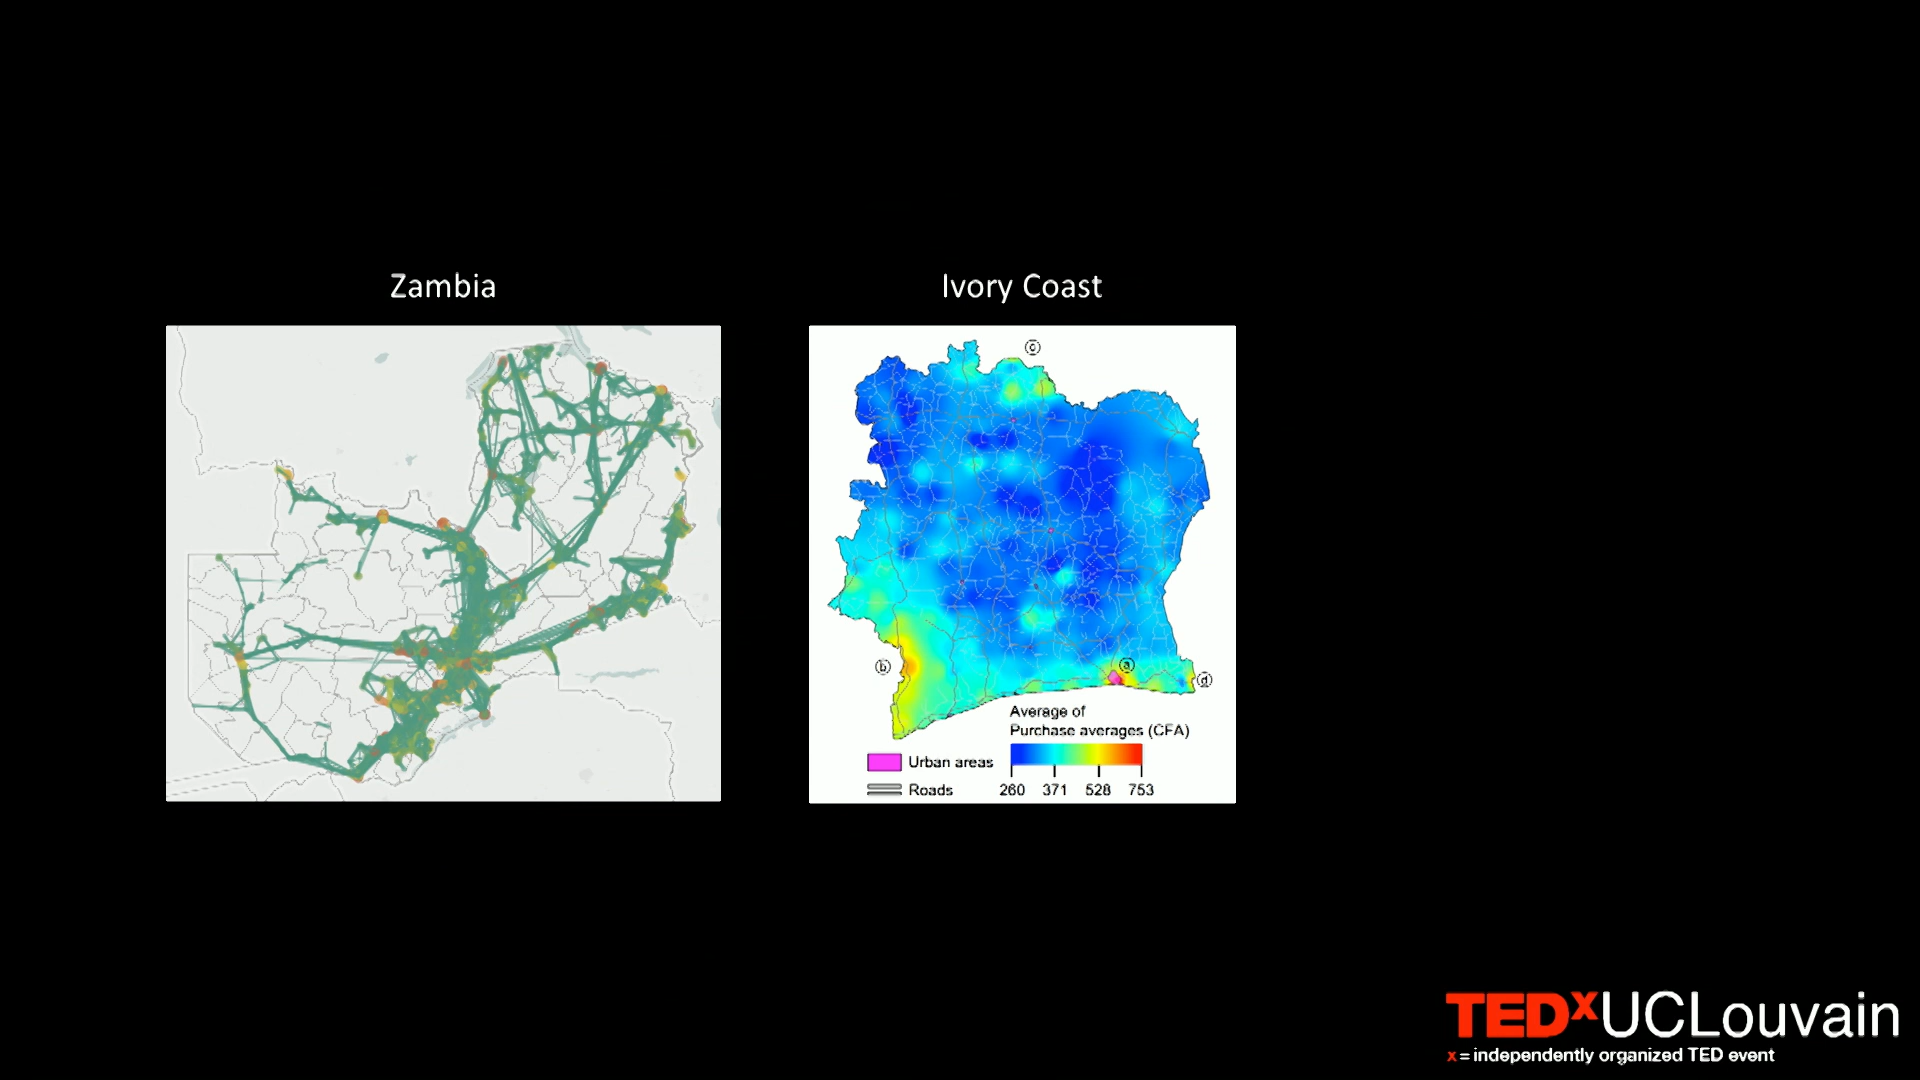 Zambia
Ivory Coast
c
b
a
d
Average of
Purchase averages (CFA)
Urban areas
Roads
260 371 528 753
TEDxUCLouvain
x = independently organized TED event